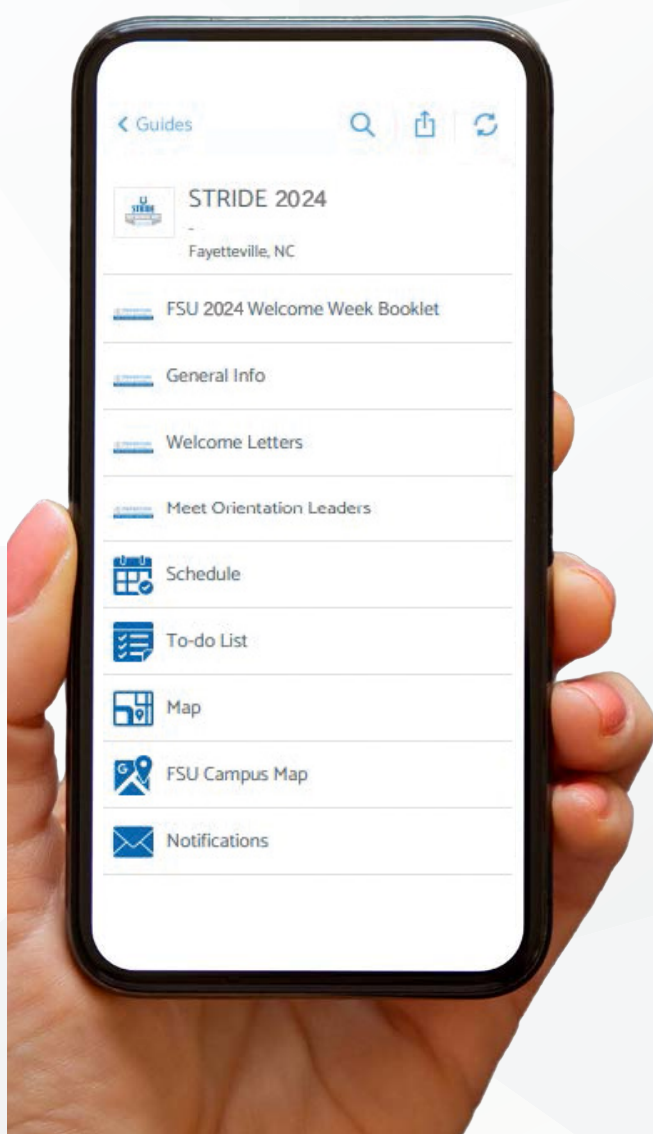 Guides
STRIDE 2024
-
Fayetteville, NC
FSU 2024 Welcome Week Booklet
General Info
Welcome Letters
Meet Orientation Leaders
Schedule
To-do List
Map
G
FSU Campus Map
Notifications